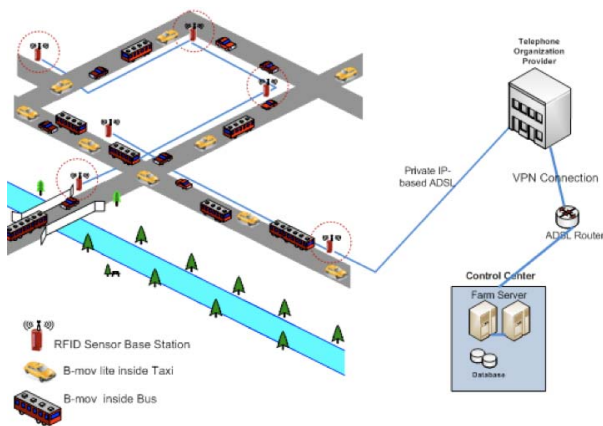 Telephone
Organization
Provider
Private IP-
based ADSL
VPN Connection
ADSL Router
Control Center
Farm Server
Database
RFID Sensor Base Station
B-mov lite inside Taxi
B-mov inside Bus